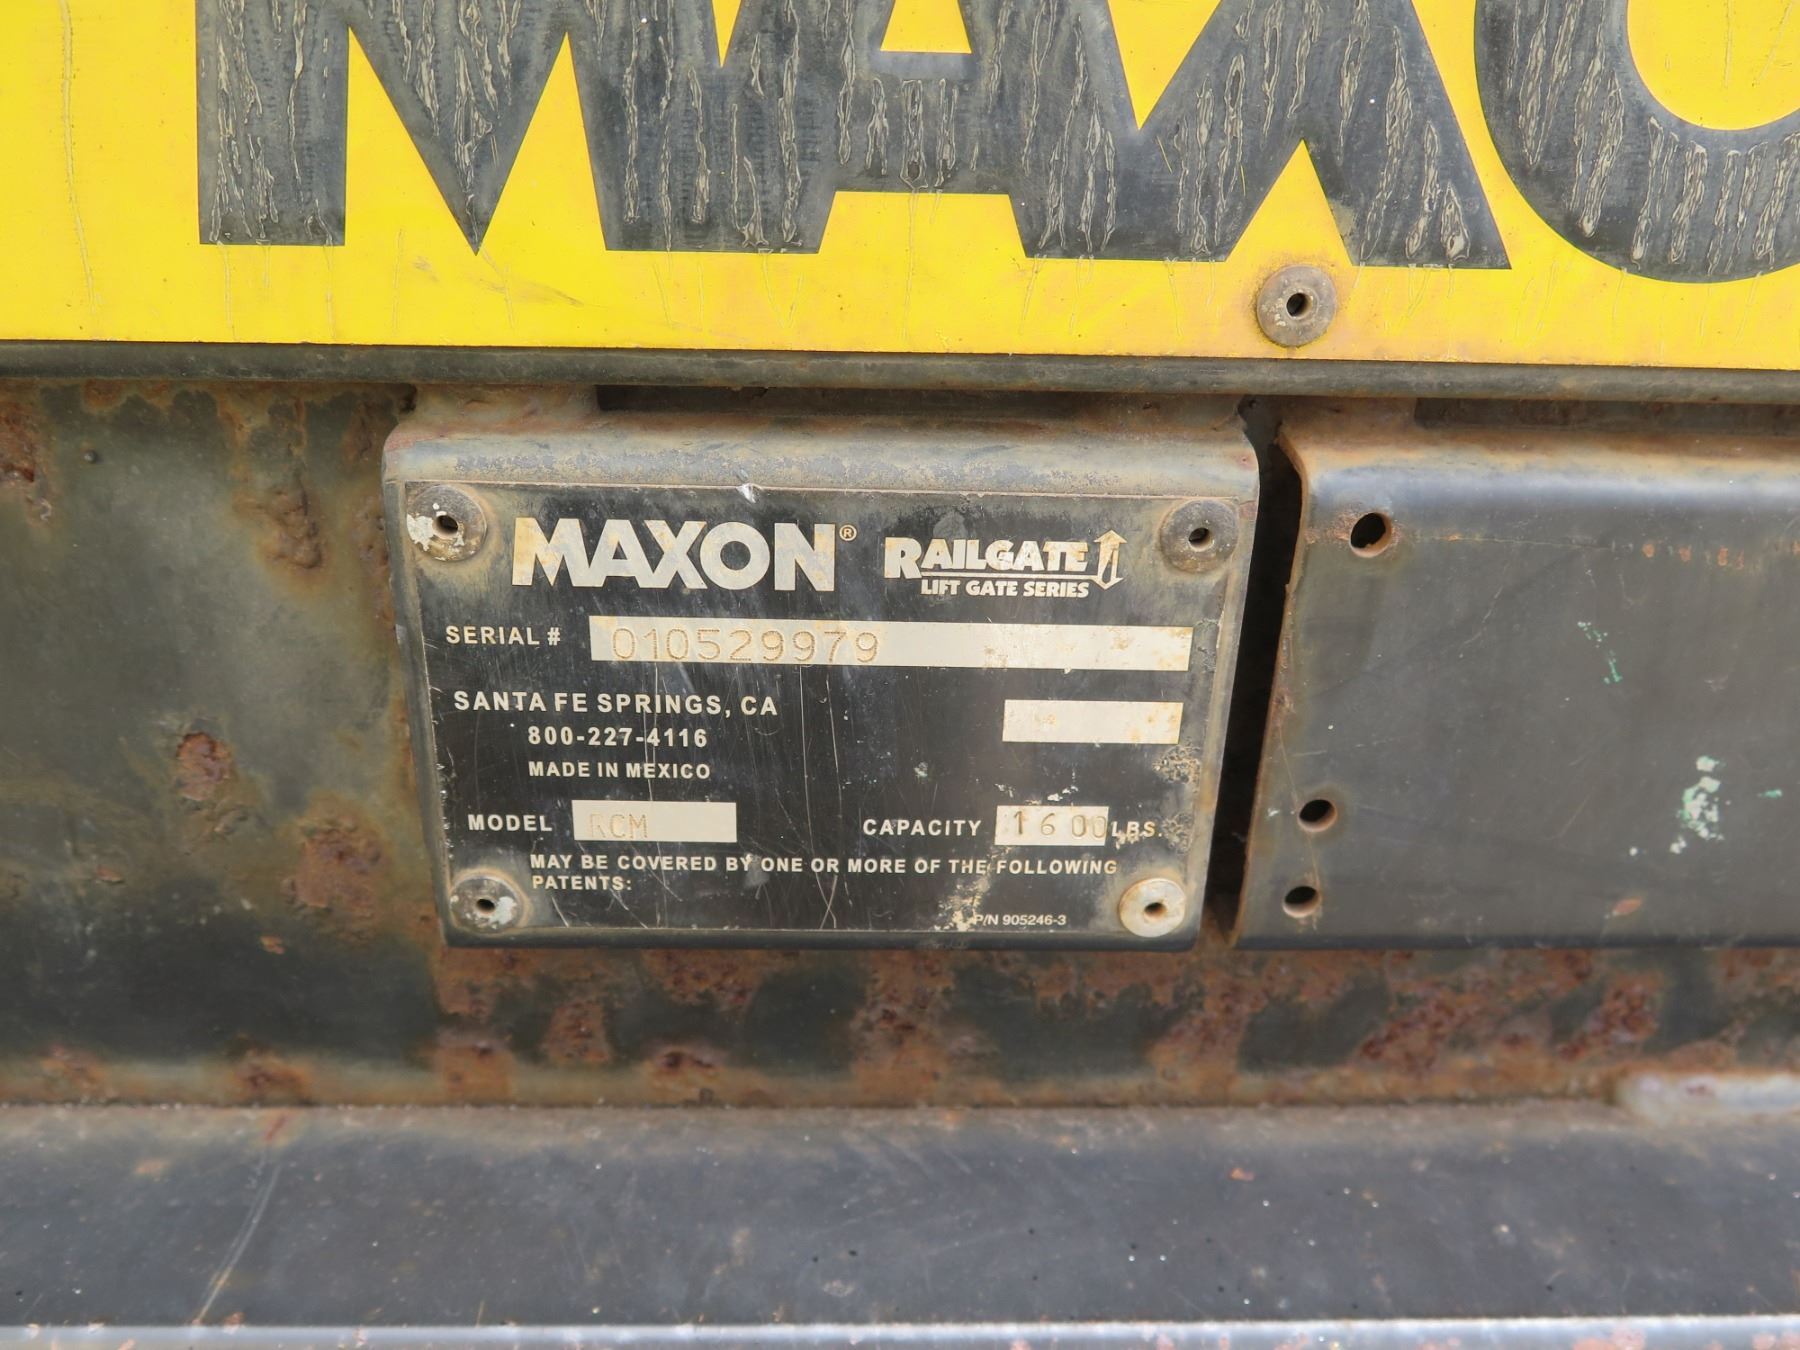 MAXO
MAXON® RAILGATE
LIFT GATE SERIES
SERIAL # 010529979
SANTA FE SPRINGS, CA
800-227-4116
MADE IN MEXICO
MODEL RCM CAPACITY 1600 LBS.
MAY BE COVERED BY ONE OR MORE OF THE FOLLOWING
PATENTS:
P/N 905246-3